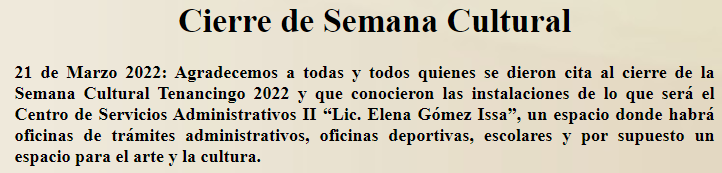 Cierre de Semana Cultural
21 de Marzo 2022: Agradecemos a todas y todos quienes se dieron cita al cierre de la
Semana Cultural Tenancingo 2022 y que conocieron las instalaciones de lo que será el
Centro de Servicios Administrativos II “Lic. Elena Gómez Issa”, un espacio donde habrá
oficinas de trámites administrativos, oficinas deportivas, escolares y por supuesto un
espacio para el arte y la cultura.